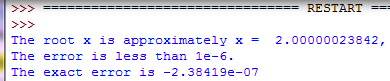 >>> ================================ RESTART ===
>>>
The root x is approximately x =  2.00000023842,
The error is less than 1e-6.
The exact error is -2.38419e-07